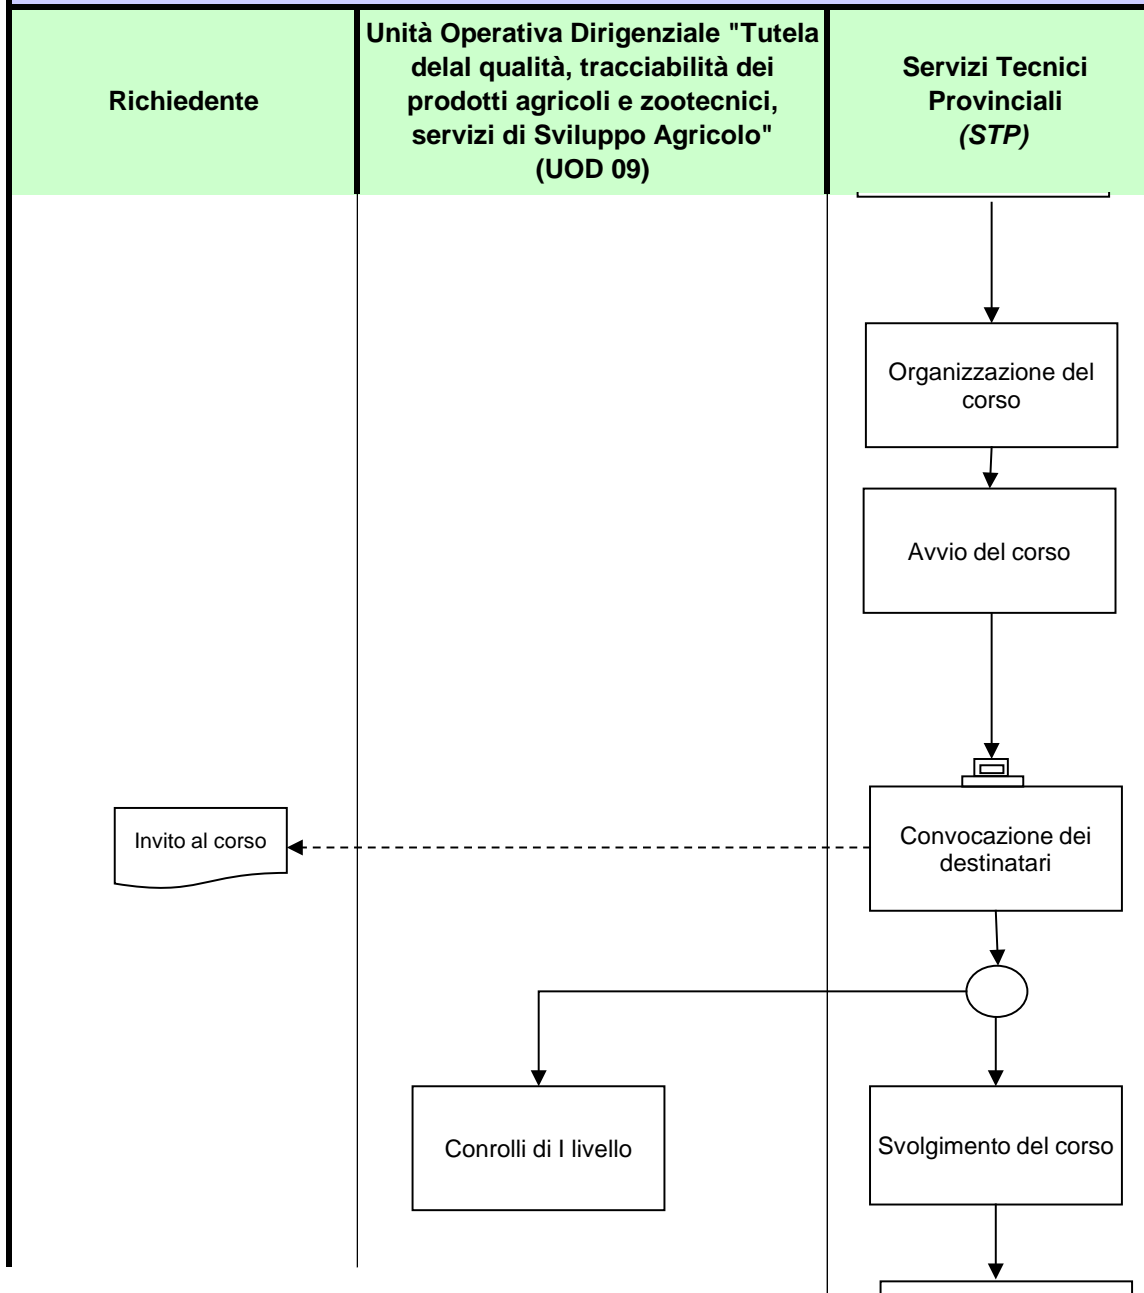 Richiedente
Unità Operativa Dirigenziale "Tutela
delal qualità, tracciabilità dei
prodotti agricoli e zootecnici,
servizi di Sviluppo Agricolo"
(UOD 09)
Servizi Tecnici
Provinciali
(STP)
Organizzazione del
corso
Avvio del corso
Invito al corso
Convocazione dei
destinatari
Conrolli di I livello
Svolgimento del corso